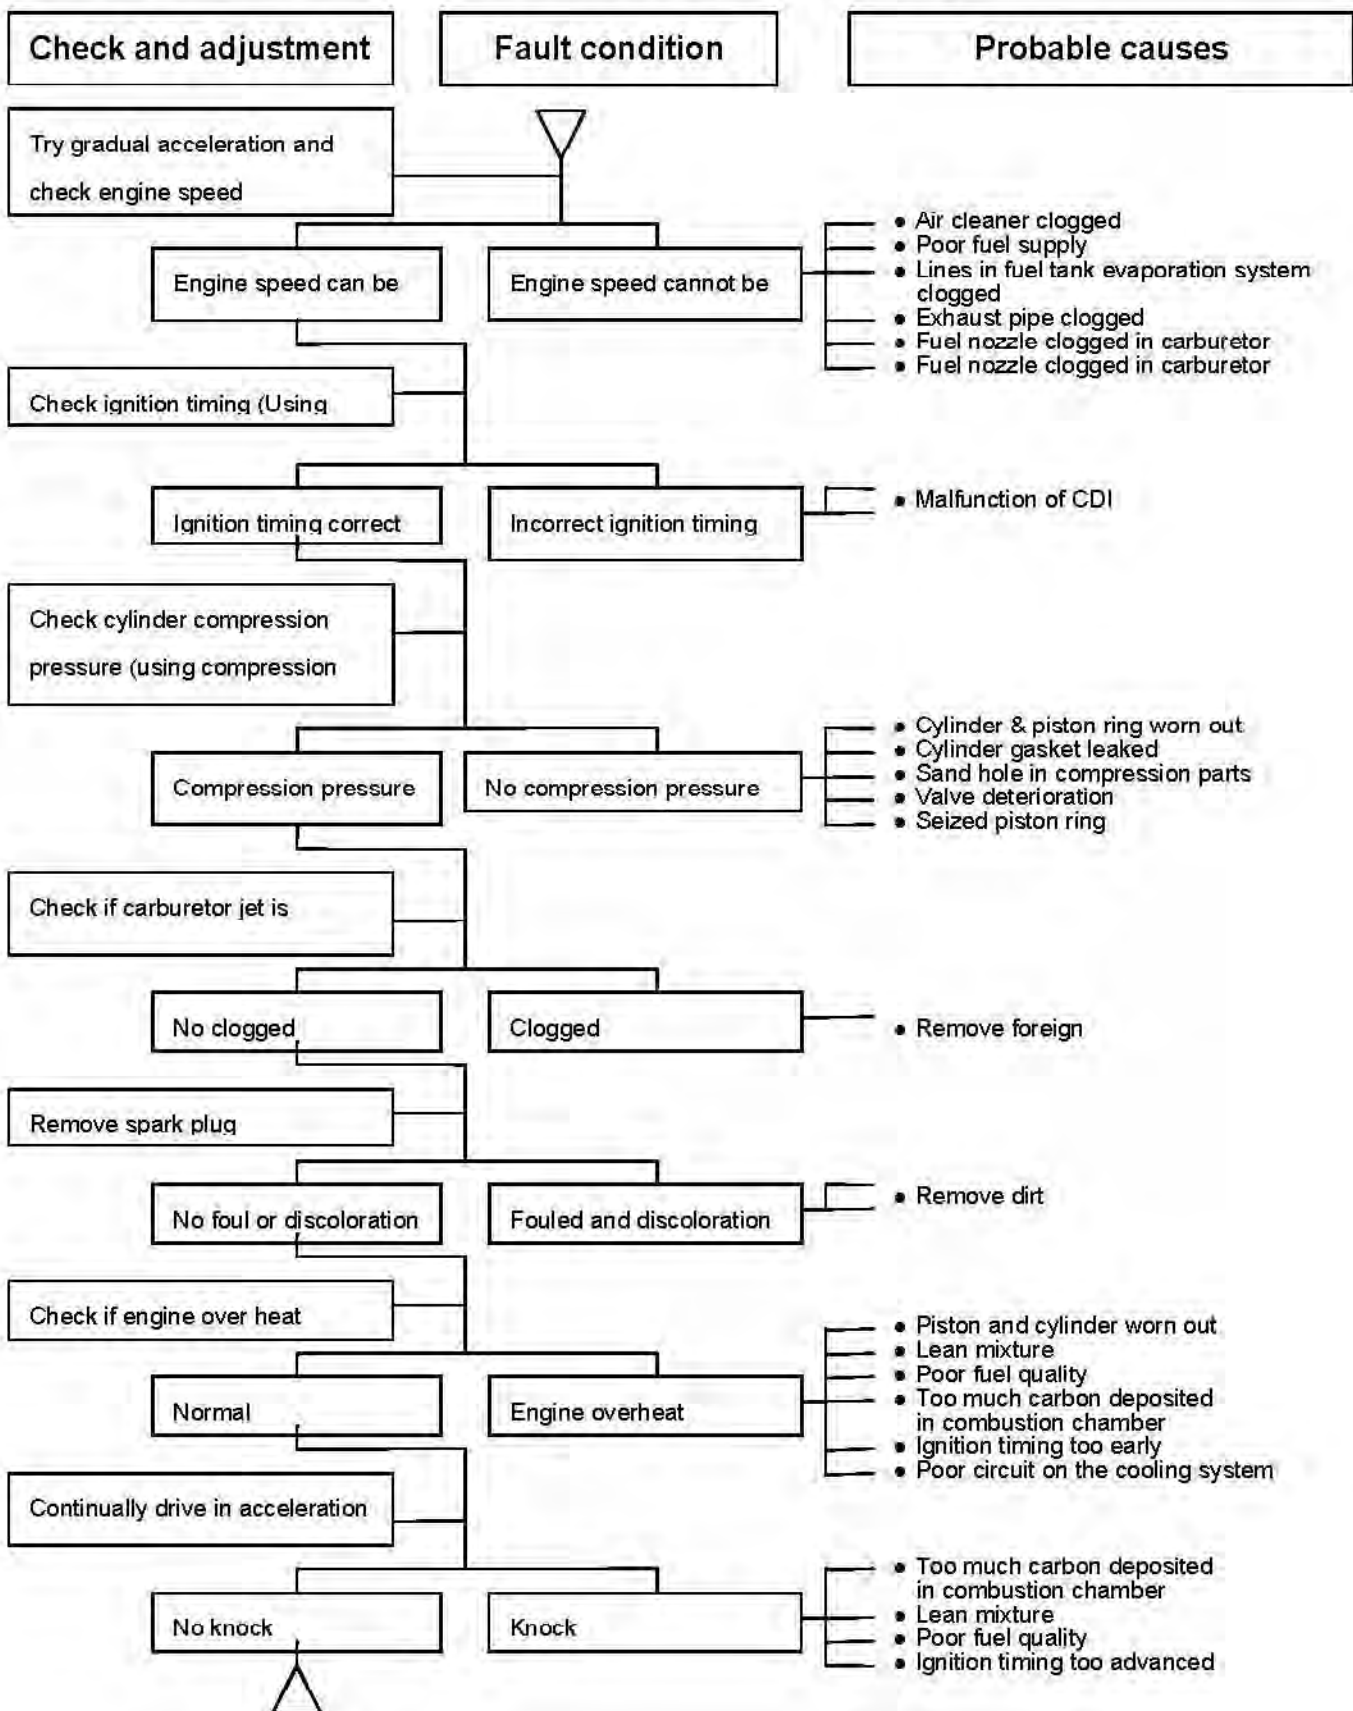 Check and adjustment
Fault condition
Probable causes
Try gradual acceleration and
check engine speed
Engine speed can be
Engine speed cannot be
• Air cleaner clogged
• Poor fuel supply
• Lines in fuel tank evaporation system
clogged
• Exhaust pipe clogged
• Fuel nozzle clogged in carburetor
• Fuel nozzle clogged in carburetor
Check ignition timing (Using
Ignition timing correct
Incorrect ignition timing
• Malfunction of CDI
Check cylinder compression
pressure (using compression
Compression pressure
No compression pressure
• Cylinder & piston ring worn out
• Cylinder gasket leaked
• Sand hole in compression parts
• Valve deterioration
• Seized piston ring
Check if carburetor jet is
No clogged
Clogged
• Remove foreign
Remove spark plug
No foul or discoloration
Fouled and discoloration
• Remove dirt
Check if engine over heat
Normal
Engine overheat
• Piston and cylinder worn out
• Lean mixture
• Poor fuel quality
• Too much carbon deposited
in combustion chamber
• Ignition timing too early
• Poor circuit on the cooling system
Continually drive in acceleration
No knock
Knock
• Too much carbon deposited
in combustion chamber
• Lean mixture
• Poor fuel quality
• Ignition timing too advanced